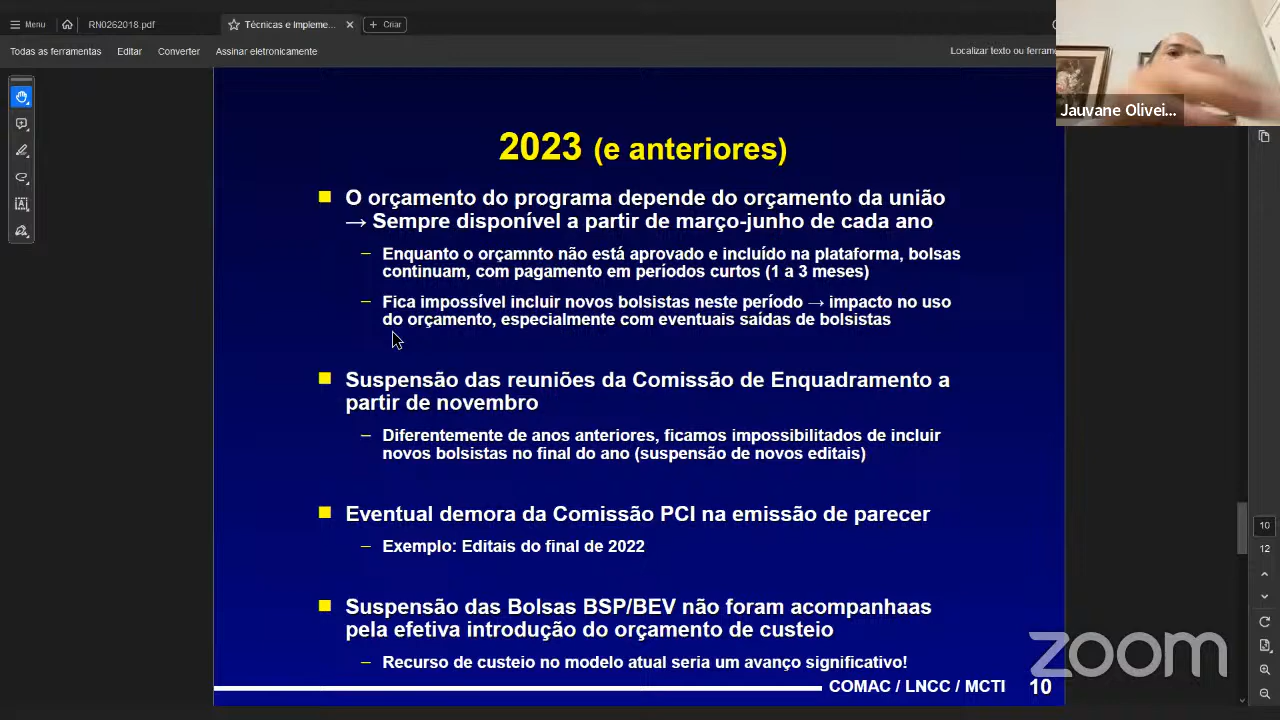 Menu
RN0262018 pdf
Técnicas e Impleme...
Criar
Todas as ferramentas
Editar
Converter
Assinar eletronicamente
Localizar texto ou ferram
Jauvane Olivei...
2023 (e anteriores)
O orçamento do programa depende do orçamento da união
→ Sempre disponível a partir de março-junho de cada ano
– Enquanto o orçamnto não está aprovado e incluído na plataforma, bolsas
continuam, com pagamento em períodos curtos (1 a 3 meses)
– Fica impossível incluir novos bolsistas neste período → impacto no uso
do orçamento, especialmente com eventuais saídas de bolsistas
Suspensão das reuniões da Comissão de Enquadramento a
partir de novembro
– Diferentemente de anos anteriores, ficamos impossibilitados de incluir
novos bolsistas no final do ano (suspensão de novos editais)
Eventual demora da Comissão PCI na emissão de parecer
– Exemplo: Editais do final de 2022
Suspensão das Bolsas BSP/BEV não foram acompanhaas
pela efetiva introdução do orçamento de custeio
– Recurso de custeio no modelo atual seria um avanço significativo!
COMAC / LNCC / MCTI 10
10
12
zoom